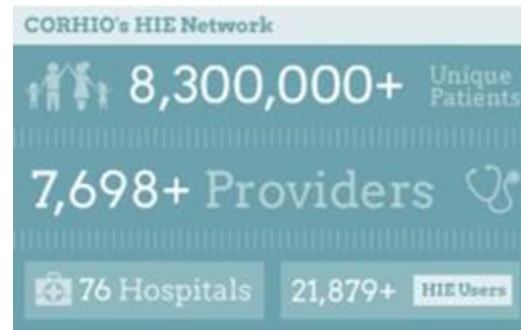 CORHIO's HIE Network
8,300,000+ Unique Patients
7,698+ Providers
76 Hospitals
21,879+ HIE Users